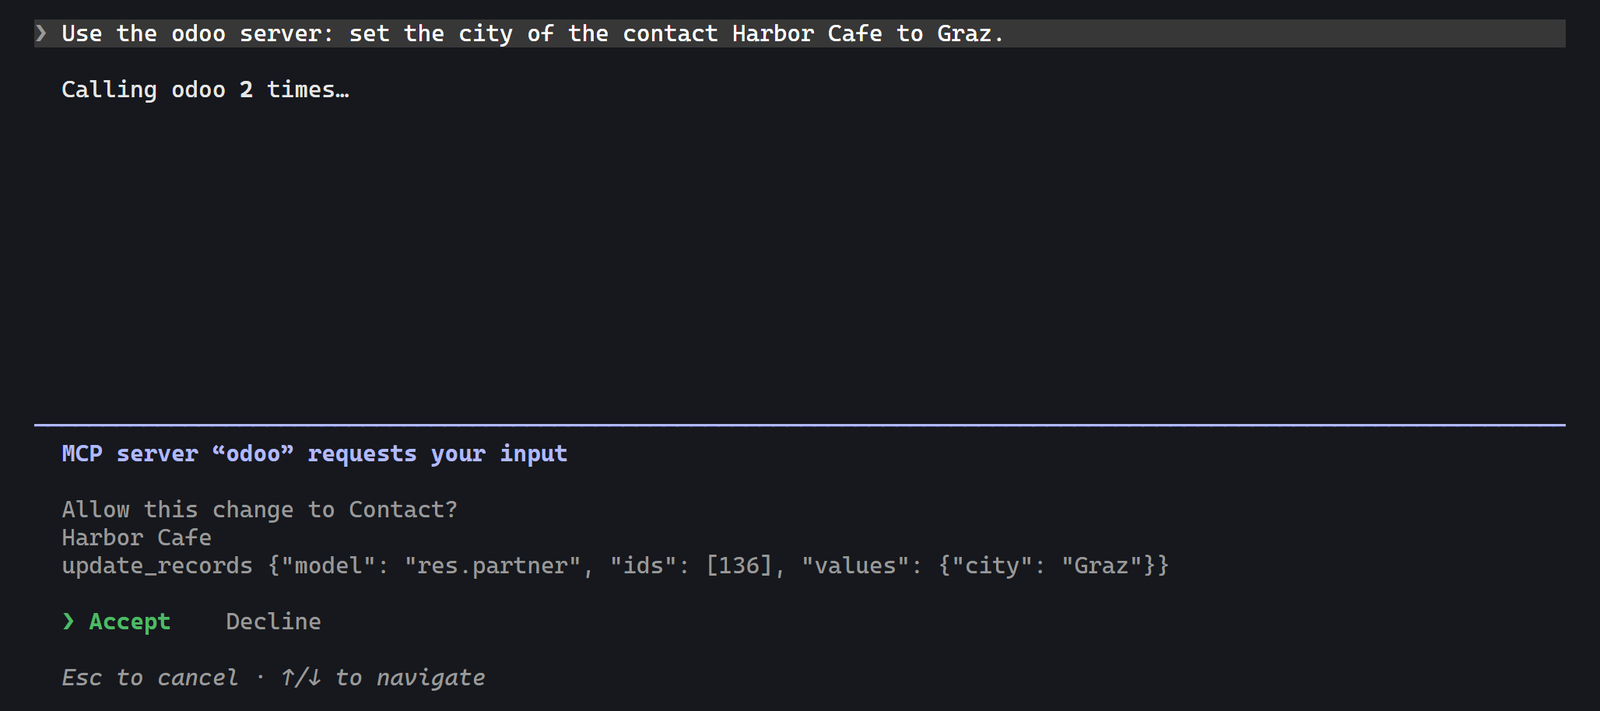 ❯ Use the odoo server: set the city of the contact Harbor Cafe to Graz.
Calling odoo 2 times…
MCP server “odoo” requests your input
Allow this change to Contact?
Harbor Cafe
update_records {"model": "res.partner", "ids": [136], "values": {"city": "Graz"}}
❯ Accept    Decline
Esc to cancel · ↑/↓ to navigate